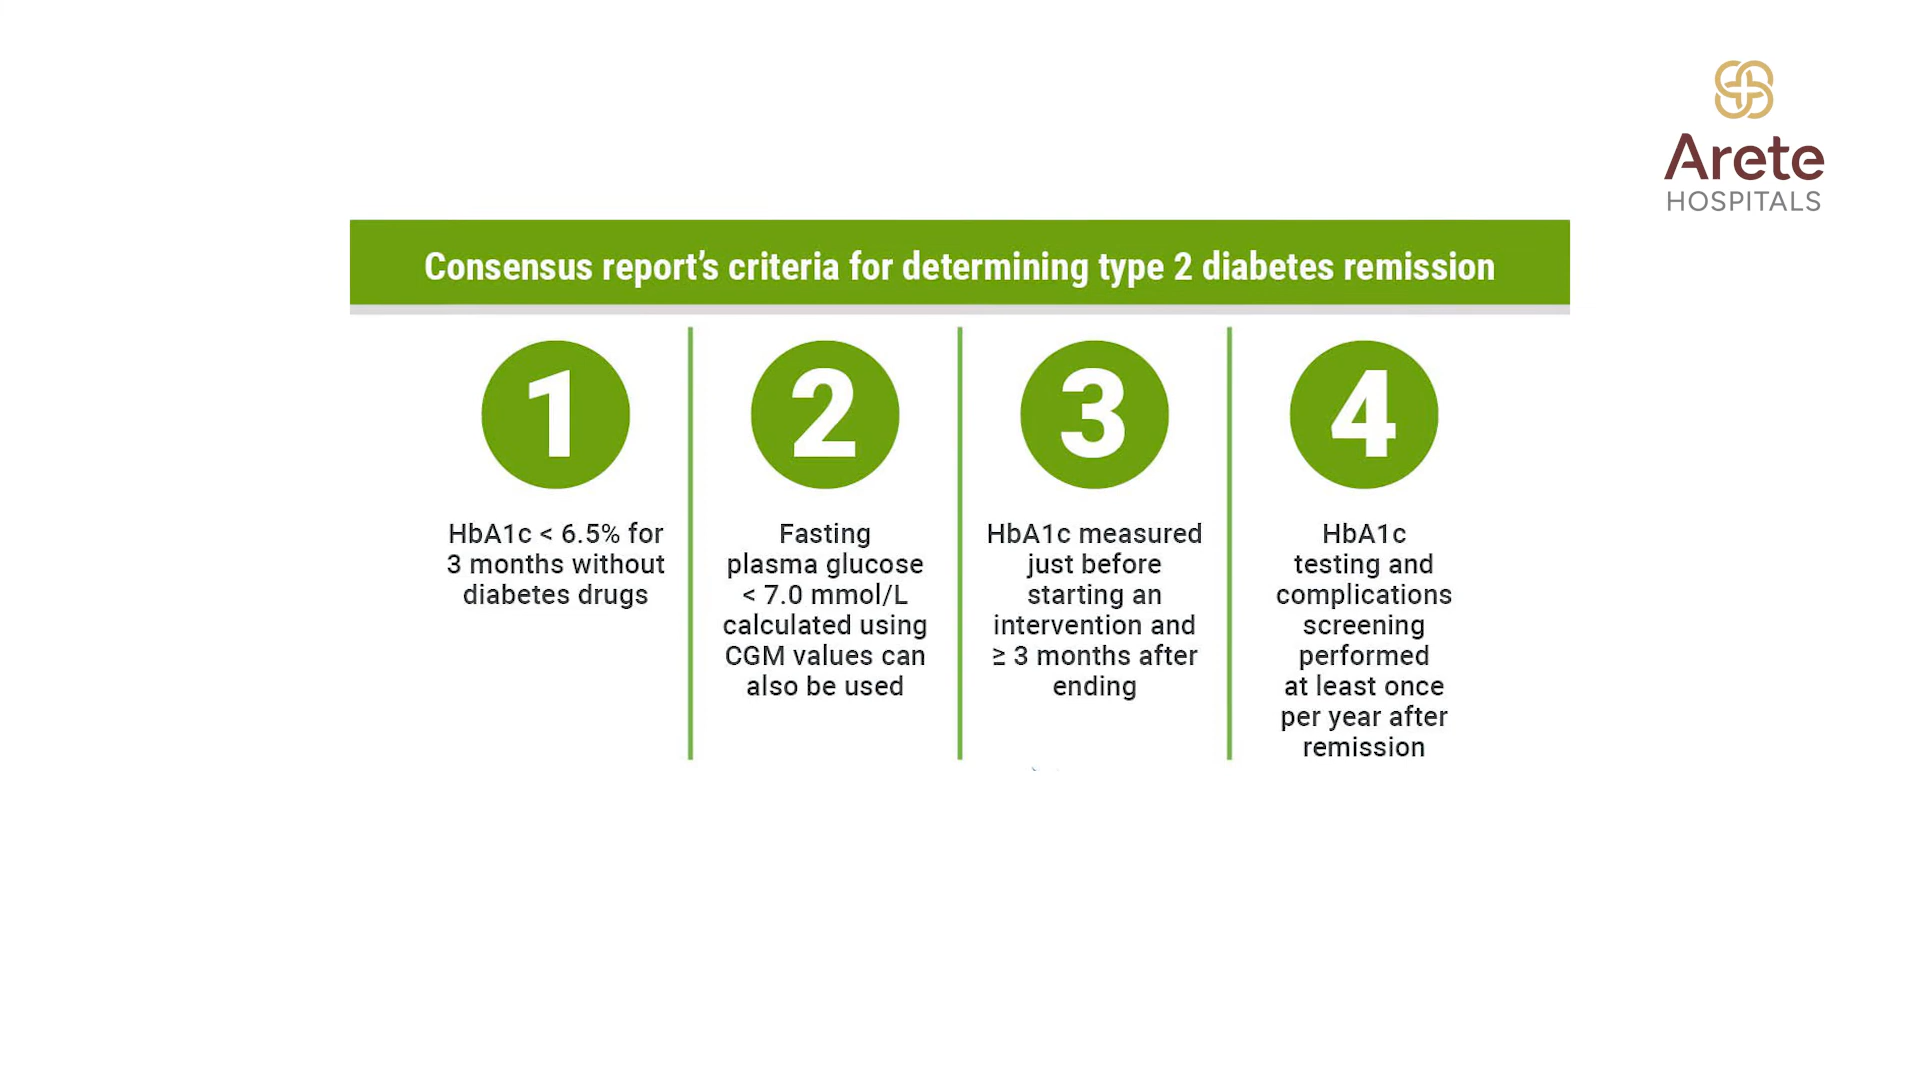 Arete
HOSPITALS
Consensus report's criteria for determining type 2 diabetes remission
1
HbA1c < 6.5% for
3 months without
diabetes drugs
2
Fasting
plasma glucose
< 7.0 mmol/L
calculated using
CGM values can
also be used
3
HbA1c measured
just before
starting an
intervention and
≥ 3 months after
ending
4
HbA1c
testing and
complications
screening
performed
at least once
per year after
remission